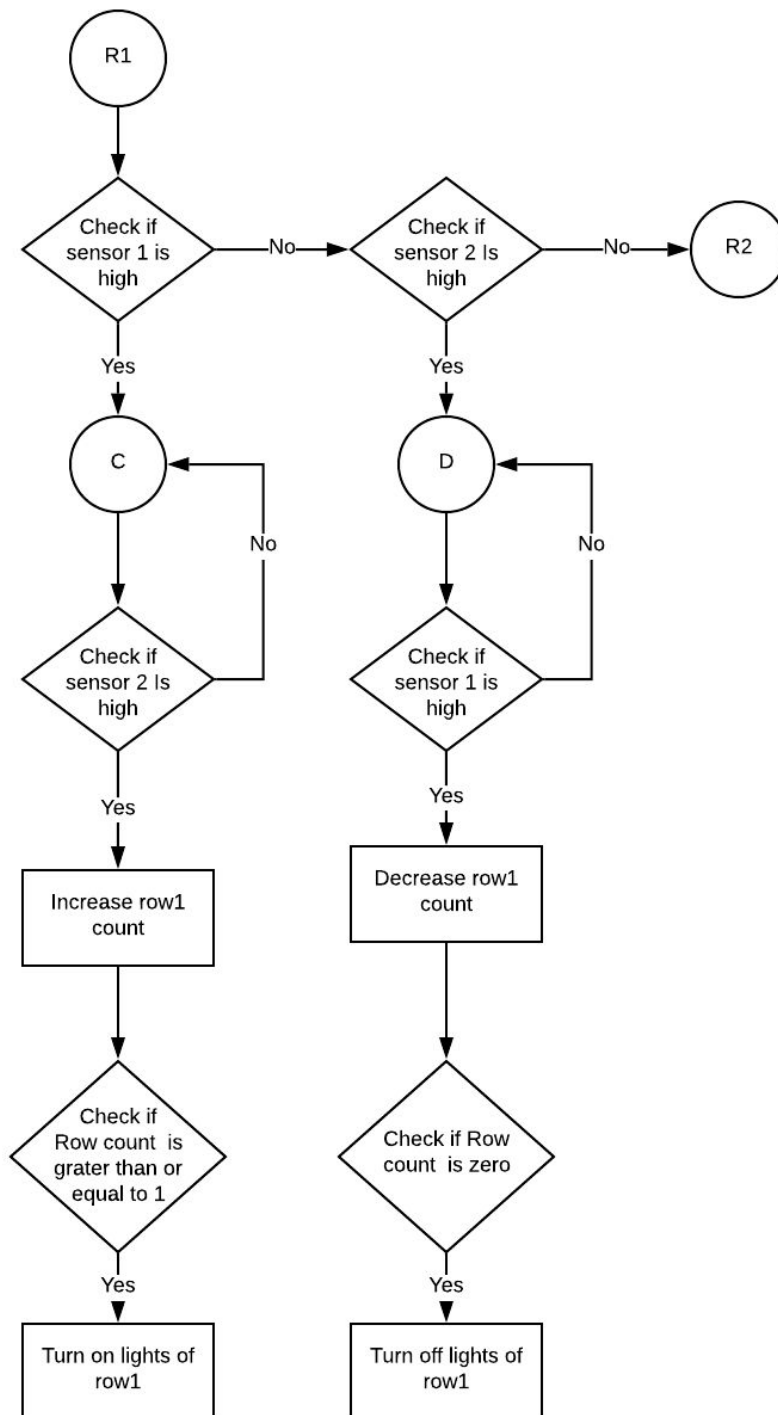 R1
Check if
sensor 1 is
high
No
Check if
sensor 2 Is
high
No
R2
Yes
Yes
C
D
No
No
Check if
sensor 2 Is
high
Check if
sensor 1 is
high
Yes
Yes
Increase row1
count
Decrease row1
count
Check if
Row count is
grater than or
equal to 1
Check if Row
count is zero
Yes
Yes
Turn on lights of
row1
Turn off lights of
row1